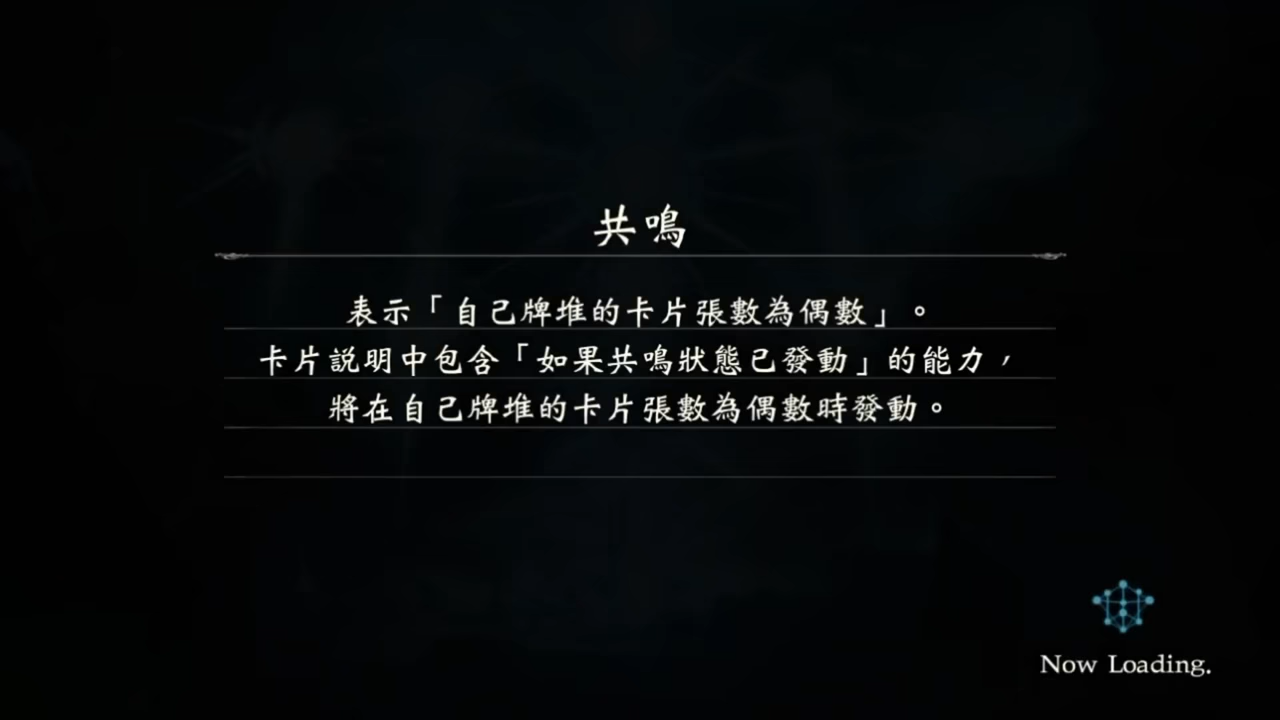 共鳴
表示「自己牌堆的卡片張數為偶數」。
卡片説明中包含「如果共鳴狀態已發動」的能力，
將在自己牌堆的卡片張數為偶數時發動。
Now Loading.